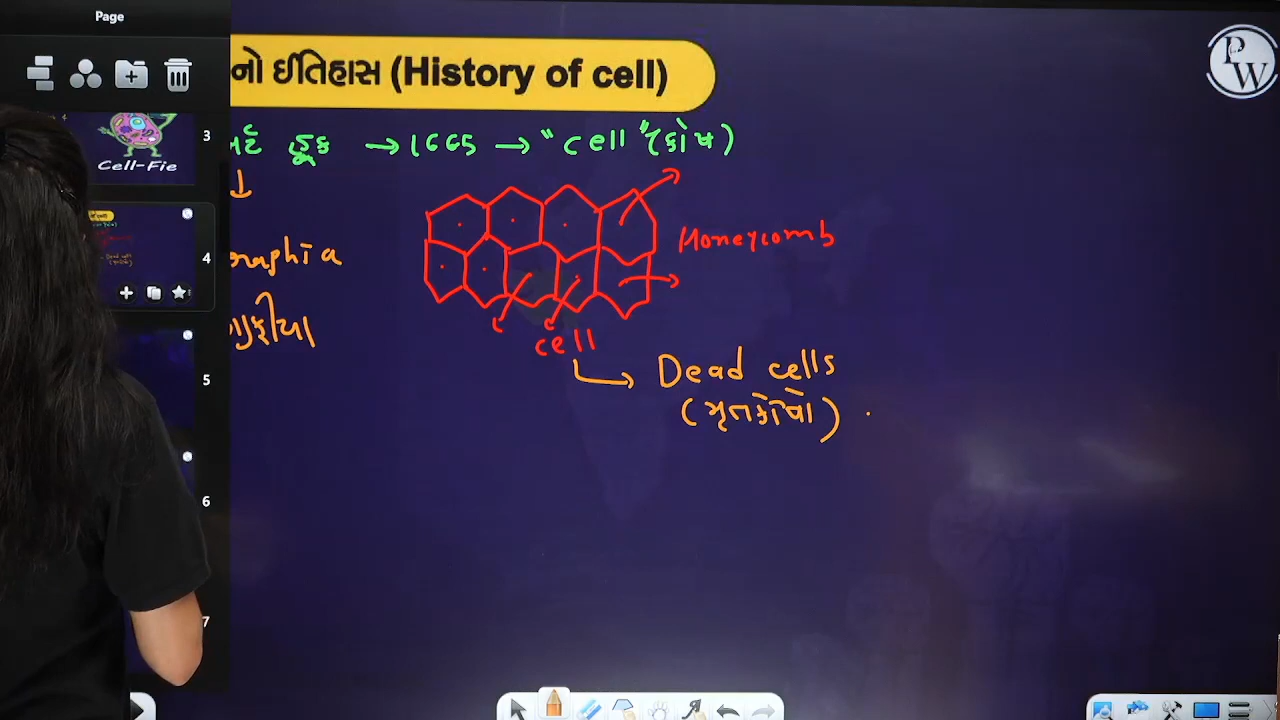 Page
નો ઈતિહાસ (History of cell)
PW
3
Cell-Fie
હૂક → 1665 → "cell" (કોષ)
4
Honeycomb
cell
5
Dead cells
(મૃતકોષો)
6
7